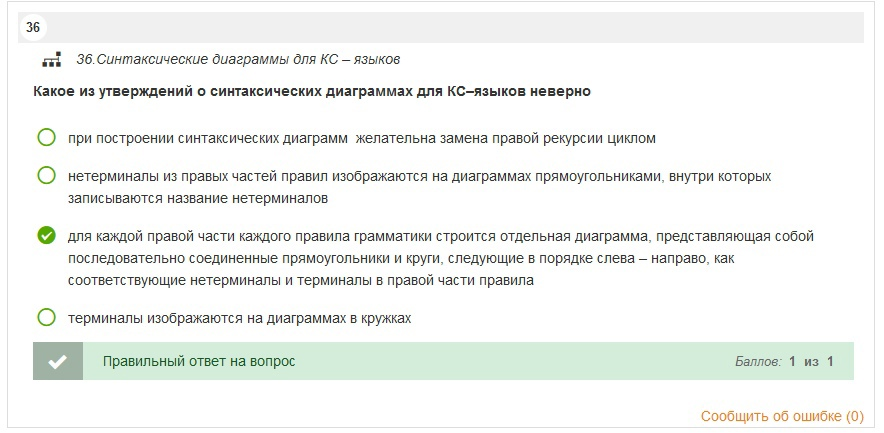 36
36.Синтаксические диаграммы для КС – языков
Какое из утверждений о синтаксических диаграммах для КС–языков неверно
при построении синтаксических диаграмм желательна замена правой рекурсии циклом
нетерминалы из правых частей правил изображаются на диаграммах прямоугольниками, внутри которых
записываются название нетерминалов
для каждой правой части каждого правила грамматики строится отдельная диаграмма, представляющая собой
последовательно соединенные прямоугольники и круги, следующие в порядке слева – направо, как
соответствующие нетерминалы и терминалы в правой части правила
терминалы изображаются на диаграммах в кружках
Правильный ответ на вопрос Баллов: 1 из 1
Сообщить об ошибке (0)